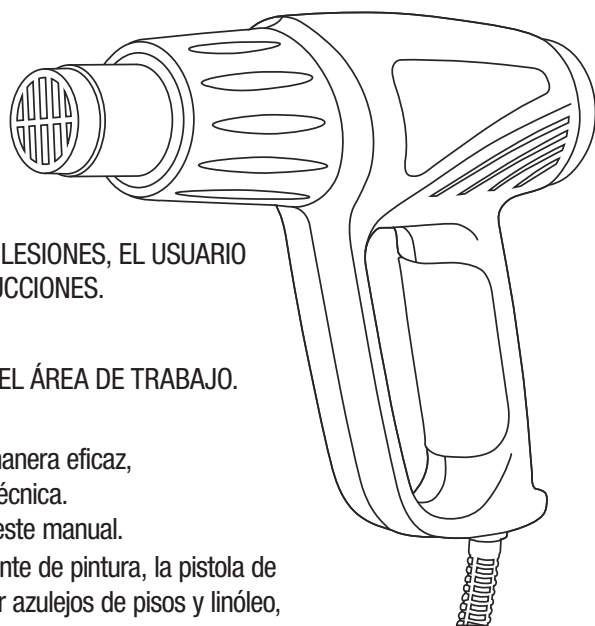 LESIONES, EL USUARIO
UCCIONES.
EL ÁREA DE TRABAJO.
manera eficaz,
écnica.
este manual.
nte de pintura, la pistola de
r azulejos de pisos y linóleo,